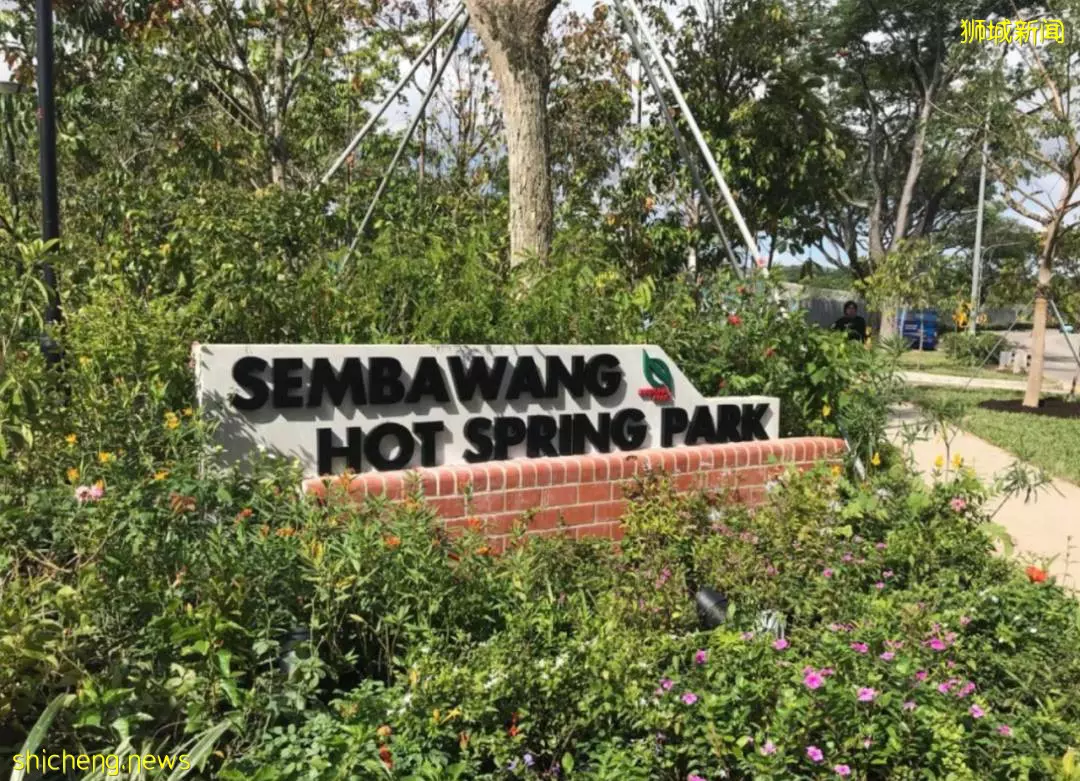 狮城新闻
SEMBAWANG
HOT SPRING PARK
shicheng.news